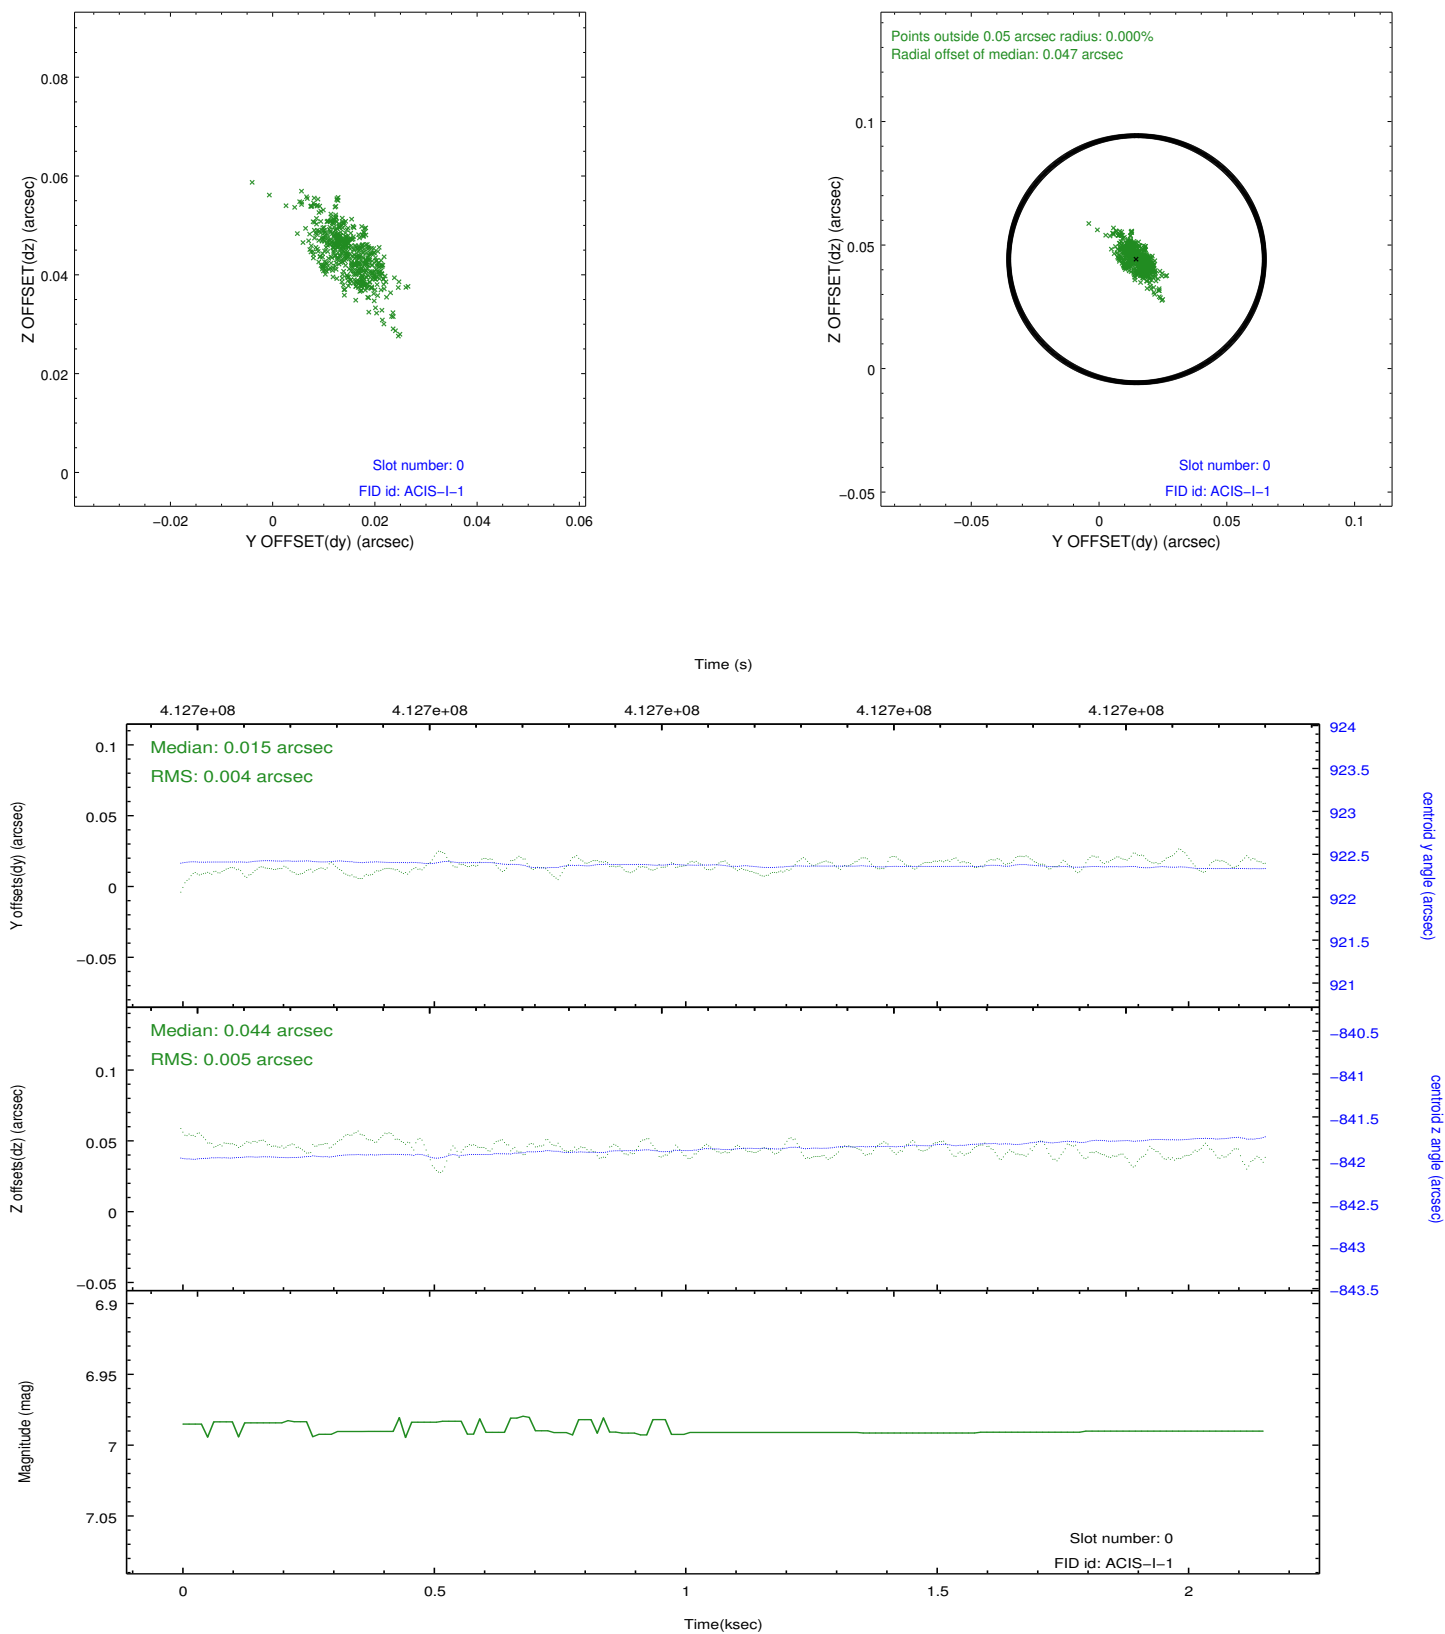 0.08
0.06
0.04
0.02
0
Z OFFSET(dz) (arcsec)
Slot number: 0
FID id: ACIS−I−1
−0.02 0 0.02 0.04 0.06
Y OFFSET(dy) (arcsec)
Points outside 0.05 arcsec radius: 0.000%
Radial offset of median: 0.047 arcsec
0.1
0.05
0
−0.05
Z OFFSET(dz) (arcsec)
Slot number: 0
FID id: ACIS−I−1
−0.05 0 0.05 0.1
Y OFFSET(dy) (arcsec)
Time (s)
4.127e+08 4.127e+08 4.127e+08 4.127e+08 4.127e+08
Median: 0.015 arcsec
RMS: 0.004 arcsec
0.1
0.05
0
−0.05
Y offsets(dy) (arcsec)
924
923.5
923
922.5
922
921.5
921
centroid y angle (arcsec)
Median: 0.044 arcsec
RMS: 0.005 arcsec
0.1
0.05
0
−0.05
Z offsets(dz) (arcsec)
−840.5
−841
−841.5
−842
−842.5
−843
−843.5
centroid z angle (arcsec)
6.9
6.95
7
7.05
Magnitude (mag)
Slot number: 0
FID id: ACIS−I−1
0 0.5 1 1.5 2
Time(ksec)